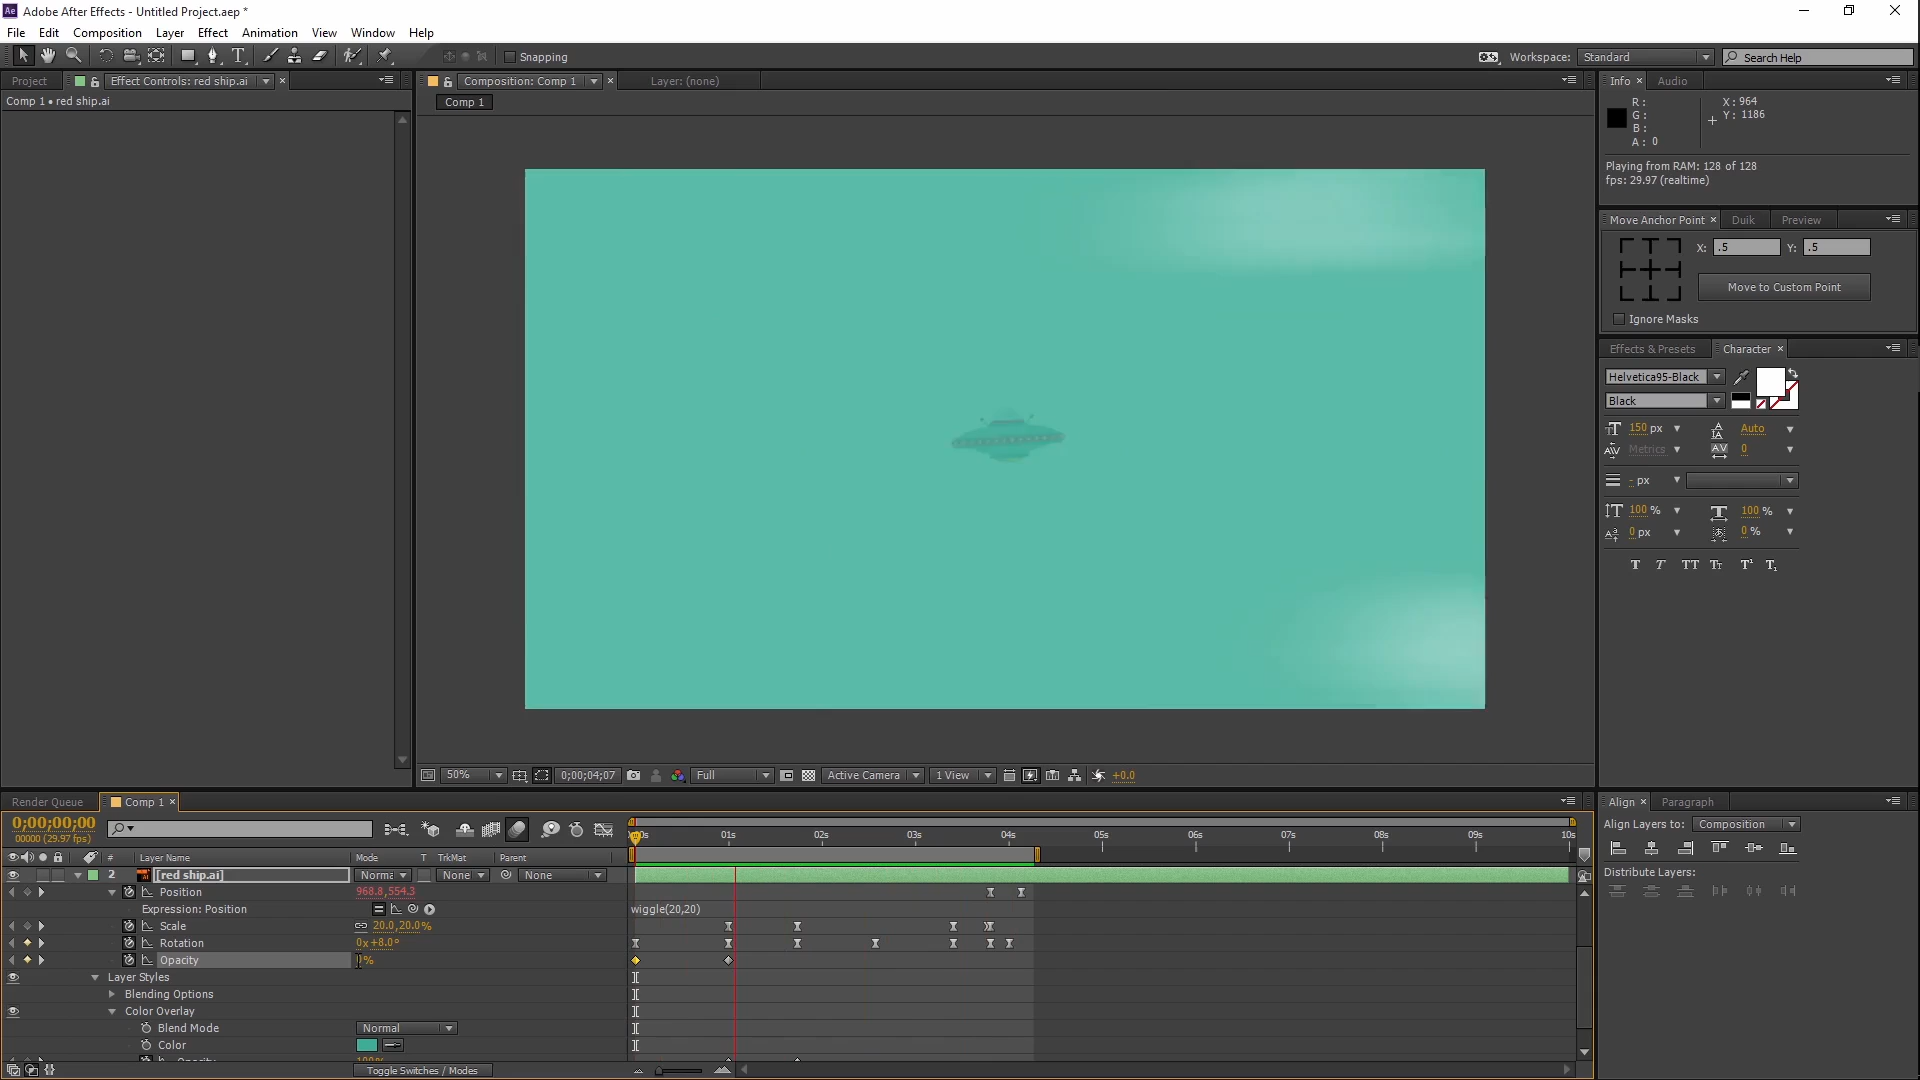 Ae Adobe After Effects - Untitled Project.aep *
File Edit Composition Layer Effect Animation View Window Help
Snapping
Workspace: Standard Search Help
Project Effect Controls: red ship.ai
Composition: Comp 1 Layer: (none)
Info Audio
Comp 1 • red ship.ai
Comp 1
R:
G:
B:
A: 0
X: 964
Y: 1186
Playing from RAM: 128 of 128
fps: 29.97 (realtime)
Move Anchor Point Duik Preview
X: .5 Y: .5
Move to Custom Point
Ignore Masks
Effects & Presets Character
Helvetica95-Black
Black
150 px Auto
Metrics 0
- px
100 % 100 %
0 px 0 %
T T TT Tr T¹ T₁
50% 0;00;04;07 Full Active Camera 1 View +0.0
Render Queue Comp 1
Align Paragraph
0;00;00;00
00000 (29.97 fps)
01s 02s 03s 04s 05s 06s 07s 08s 09s 10s
Align Layers to: Composition
Distribute Layers:
# Layer Name Mode T TrkMat Parent
2 [red ship.ai] Norma None None
Position 968.8,554.3
Expression: Position wiggle(20,20)
Scale 20.0,20.0%
Rotation 0x+8.0°
Opacity %
Layer Styles
Blending Options
Color Overlay
Blend Mode Normal
Color
Toggle Switches / Modes